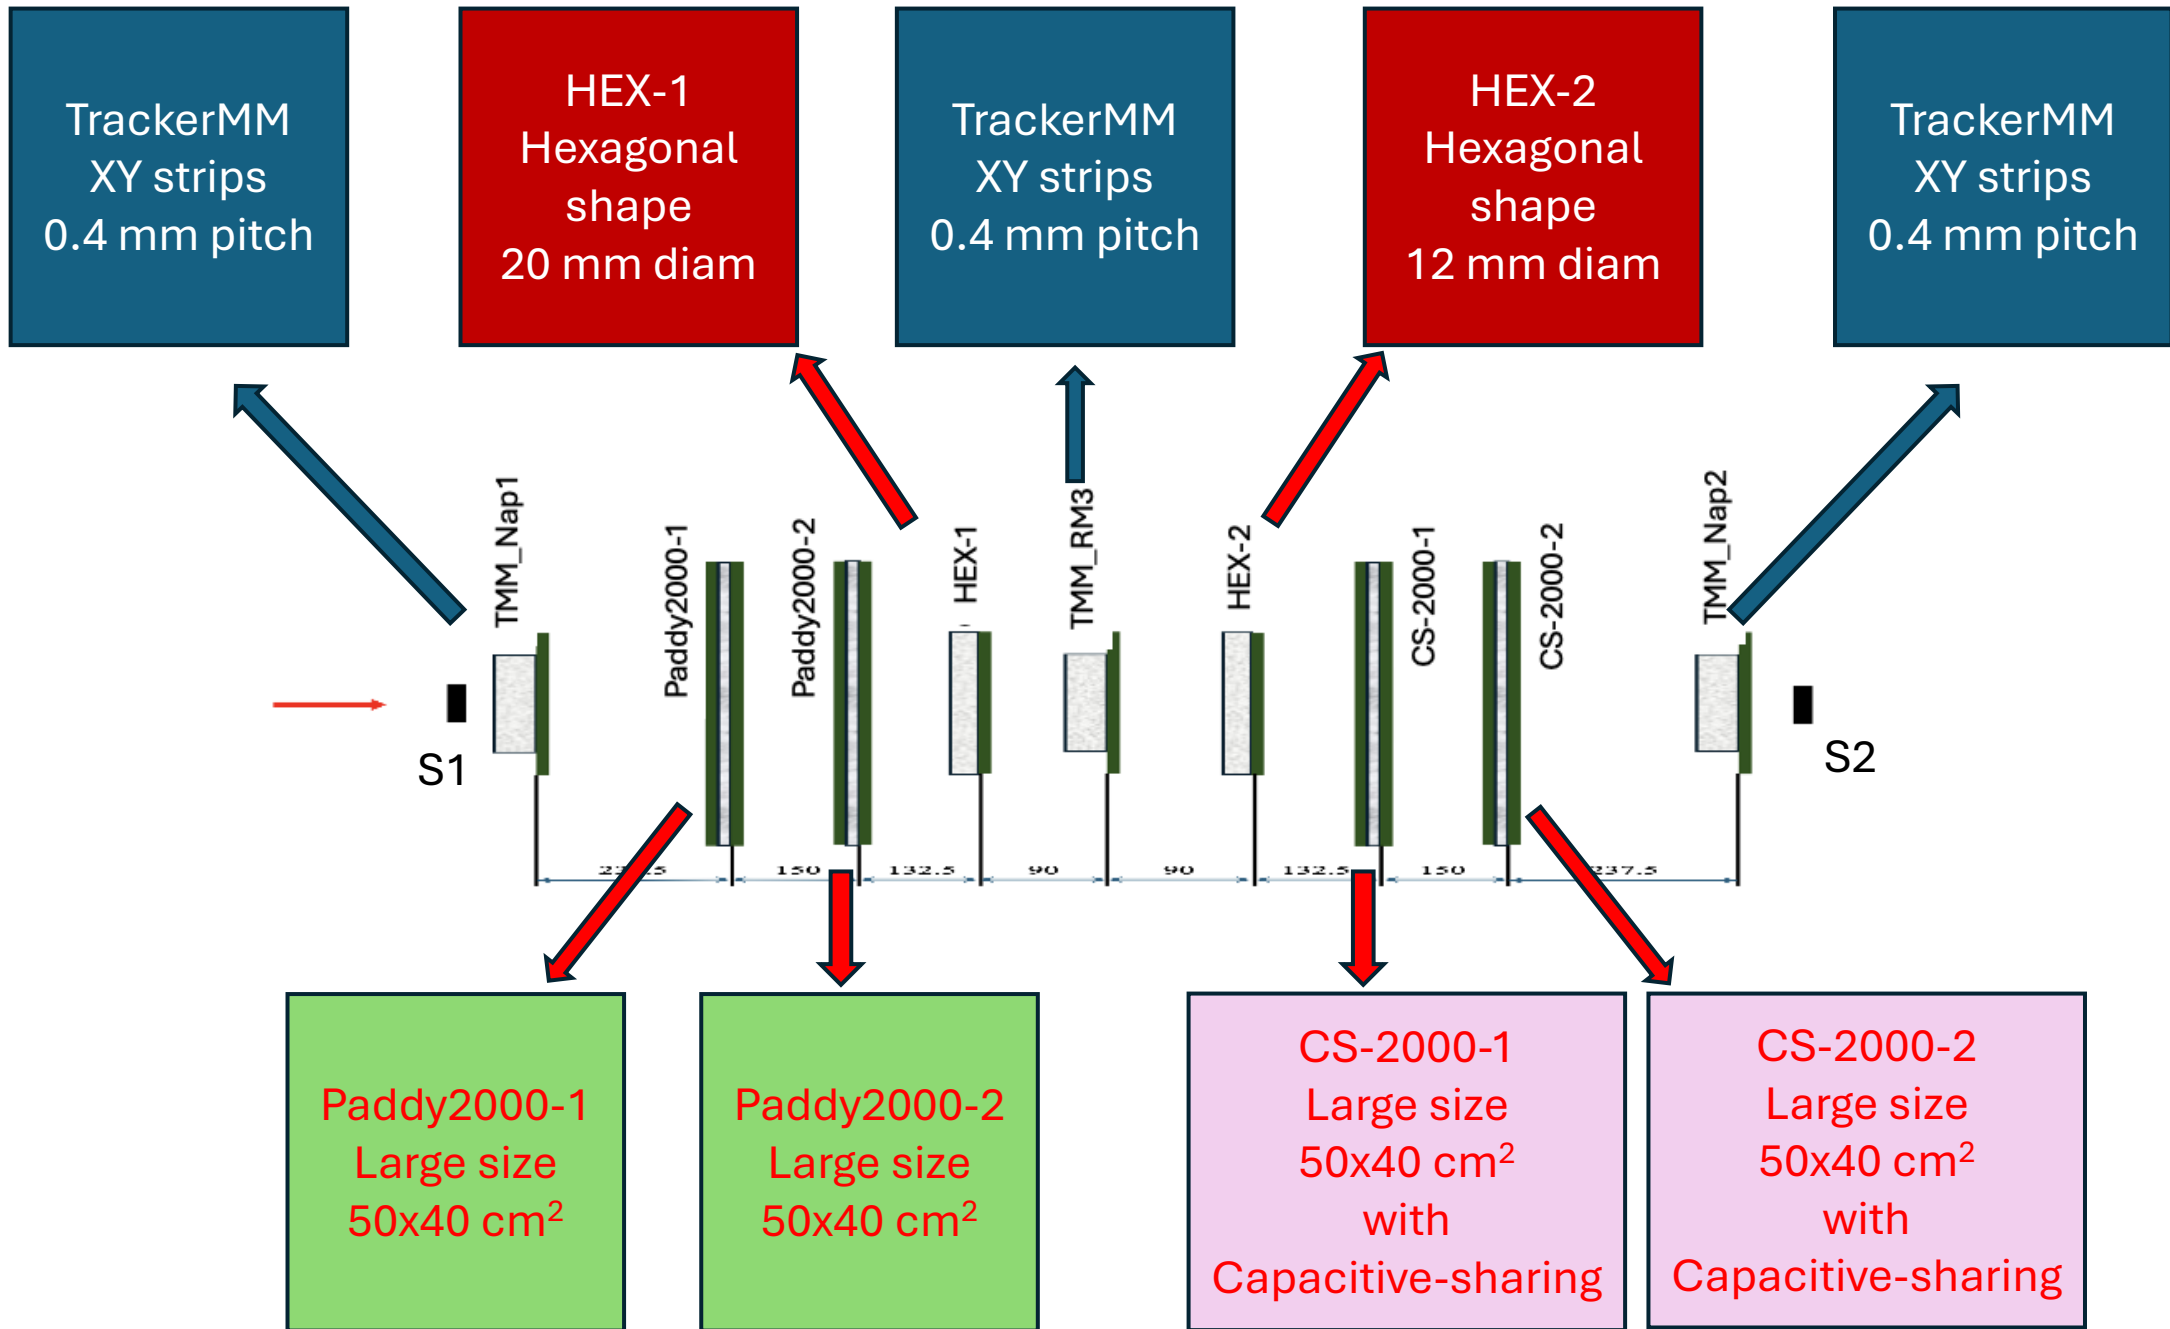 TrackerMM
XY strips
0.4 mm pitch
HEX-1
Hexagonal
shape
20 mm diam
TrackerMM
XY strips
0.4 mm pitch
HEX-2
Hexagonal
shape
12 mm diam
TrackerMM
XY strips
0.4 mm pitch
TMM_Nap1
Paddy2000-1
Paddy2000-2
HEX-1
TMM_RM3
HEX-2
CS-2000-1
CS-2000-2
TMM_Nap2
S1
S2
150
132.5
90
90
132.5
150
237.5
Paddy2000-1
Large size
50x40 cm²
Paddy2000-2
Large size
50x40 cm²
CS-2000-1
Large size
50x40 cm²
with
Capacitive-sharing
CS-2000-2
Large size
50x40 cm²
with
Capacitive-sharing